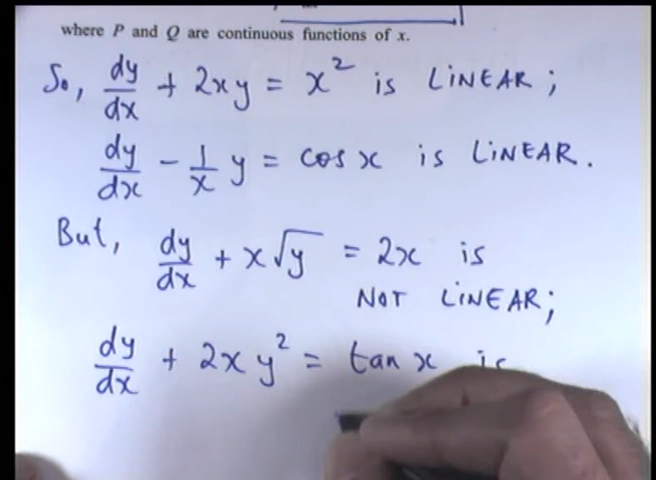 where P and Q are continuous functions of x.
So, dy/dx + 2xy = x² is LINEAR;
dy/dx - 1/x y = cos x is LINEAR.
But, dy/dx + x√y = 2x is
NOT LINEAR;
dy/dx + 2xy² = tan x is